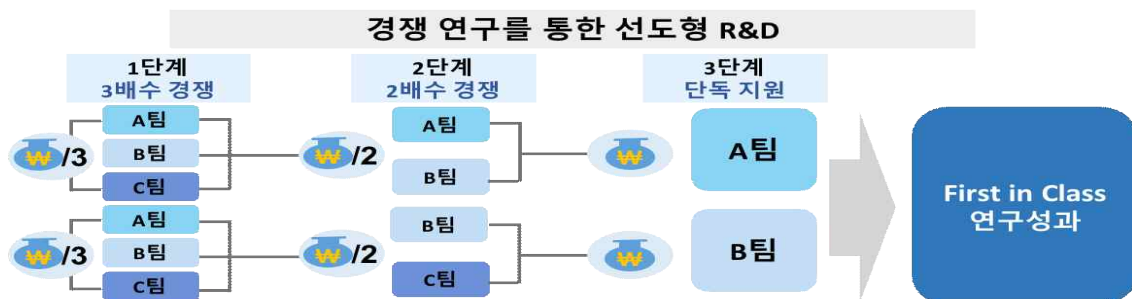 경쟁 연구를 통한 선도형 R&D
1단계
3배수 경쟁
2단계
2배수 경쟁
3단계
단독 지원
₩/3
A팀
B팀
C팀
₩/2
A팀
B팀
₩
A팀
₩/3
A팀
B팀
C팀
₩/2
B팀
C팀
₩
B팀
First in Class
연구성과